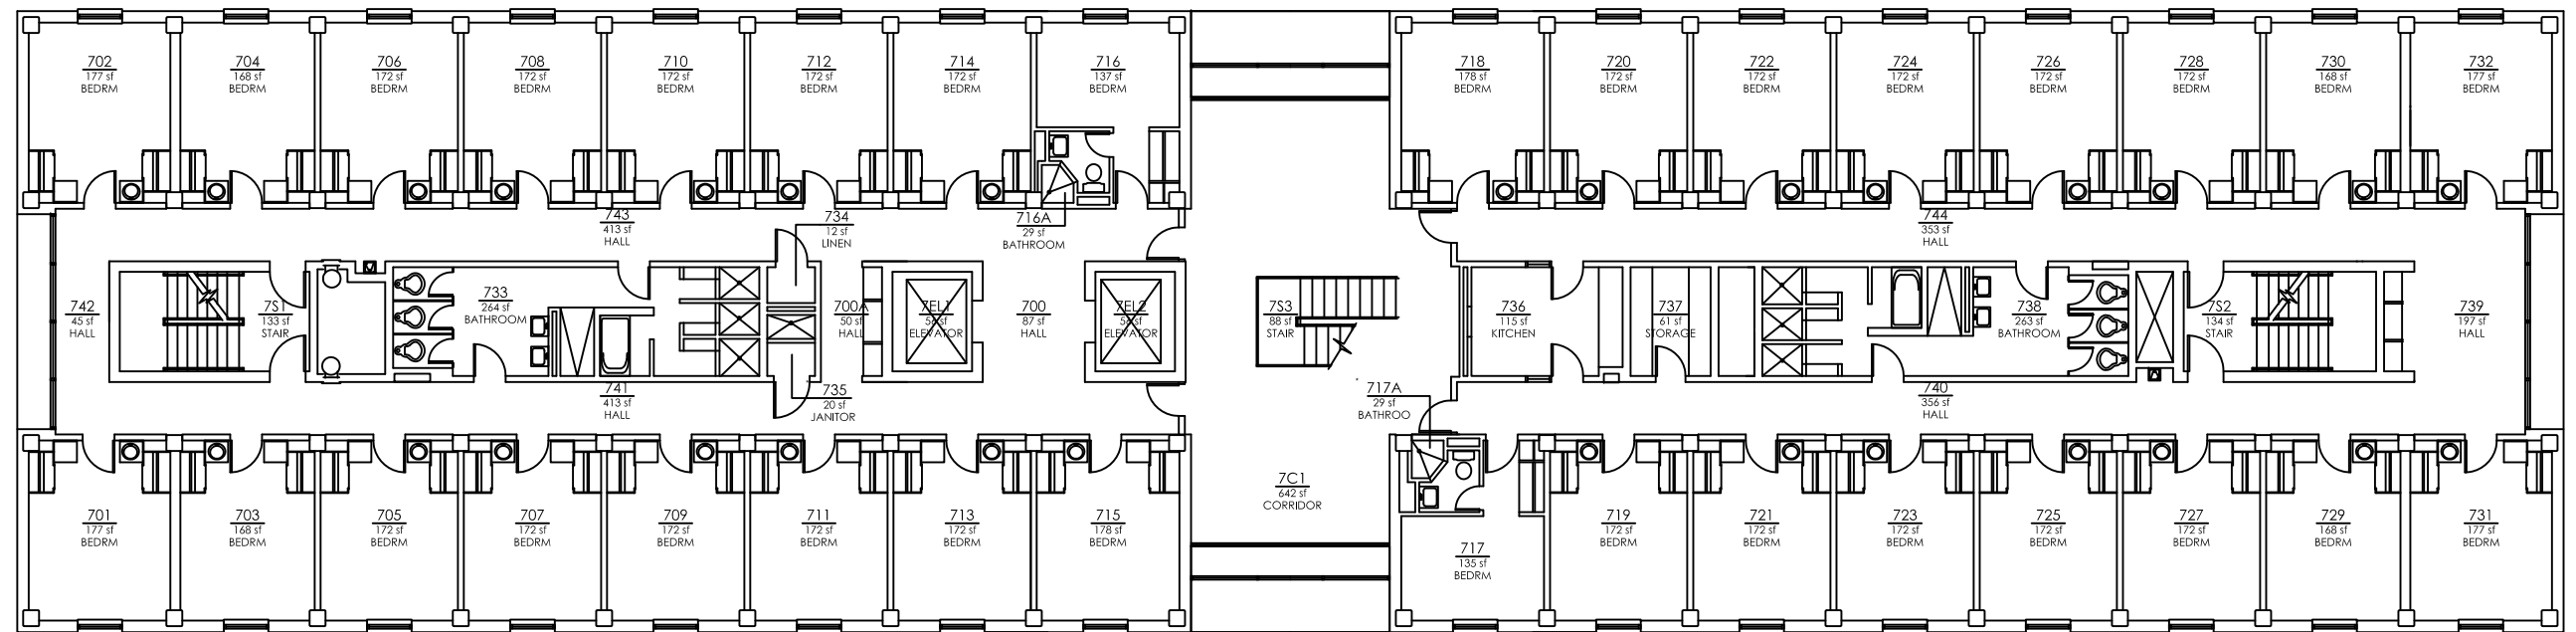 702
177 sf
BEDRM
704
168 sf
BEDRM
706
172 sf
BEDRM
708
172 sf
BEDRM
710
172 sf
BEDRM
712
172 sf
BEDRM
714
172 sf
BEDRM
716
137 sf
BEDRM
718
178 sf
BEDRM
720
172 sf
BEDRM
722
172 sf
BEDRM
724
172 sf
BEDRM
726
172 sf
BEDRM
728
172 sf
BEDRM
730
168 sf
BEDRM
732
177 sf
BEDRM
743
413 sf
HALL
734
12 sf
LINEN
716A
29 sf
BATHROOM
744
353 sf
HALL
742
45 sf
HALL
7S1
133 sf
STAIR
733
264 sf
BATHROOM
700A
50 sf
HALL
7EL1
ELEVATOR
700
87 sf
HALL
7EL2
ELEVATOR
7S3
88 sf
STAIR
736
115 sf
KITCHEN
737
61 sf
STORAGE
738
263 sf
BATHROOM
7S2
134 sf
STAIR
739
197 sf
HALL
741
413 sf
HALL
735
20 sf
JANITOR
717A
29 sf
BATHROO
740
356 sf
HALL
7C1
642 sf
CORRIDOR
701
177 sf
BEDRM
703
168 sf
BEDRM
705
172 sf
BEDRM
707
172 sf
BEDRM
709
172 sf
BEDRM
711
172 sf
BEDRM
713
172 sf
BEDRM
715
178 sf
BEDRM
717
135 sf
BEDRM
719
172 sf
BEDRM
721
172 sf
BEDRM
723
172 sf
BEDRM
725
172 sf
BEDRM
727
172 sf
BEDRM
729
168 sf
BEDRM
731
177 sf
BEDRM